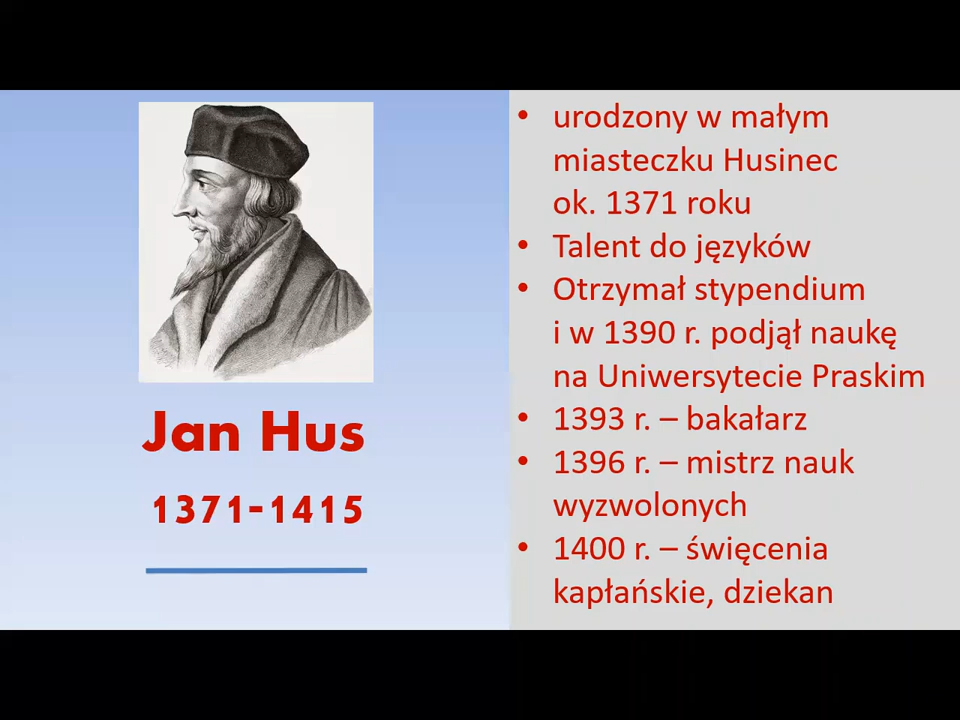 Jan Hus
1371-1415
• urodzony w małym
miasteczku Husinec
ok. 1371 roku
• Talent do języków
• Otrzymał stypendium
i w 1390 r. podjął naukę
na Uniwersytecie Praskim
• 1393 r. – bakałarz
• 1396 r. – mistrz nauk
wyzwolonych
• 1400 r. – święcenia
kapłańskie, dziekan